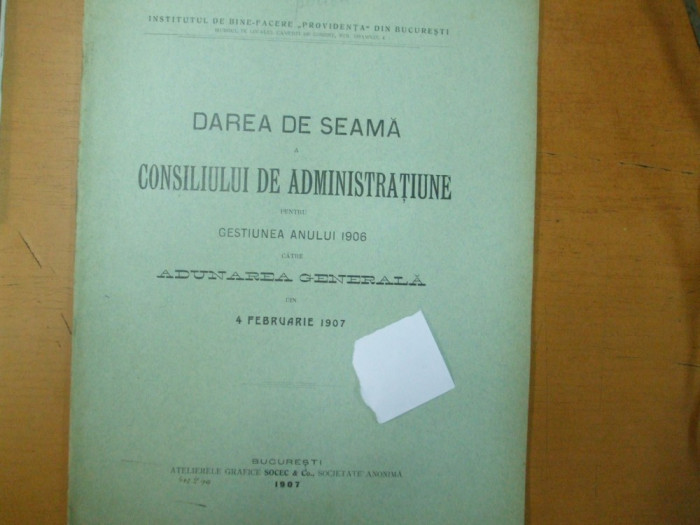 INSTITUTUL DE BINE-FACERE „PROVIDENȚA” DIN BUCUREȘTI
DAREA DE SEAMĂ
A
CONSILIULUI DE ADMINISTRAȚIUNE
PENTRU
GESTIUNEA ANULUI 1906
CĂTRE
ADUNAREA GENERALĂ
DIN
4 FEBRUARIE 1907
BUCUREȘTI
ATELIERELE GRAFICE SOCEC & Co., SOCIETATE ANONIMĂ
1907